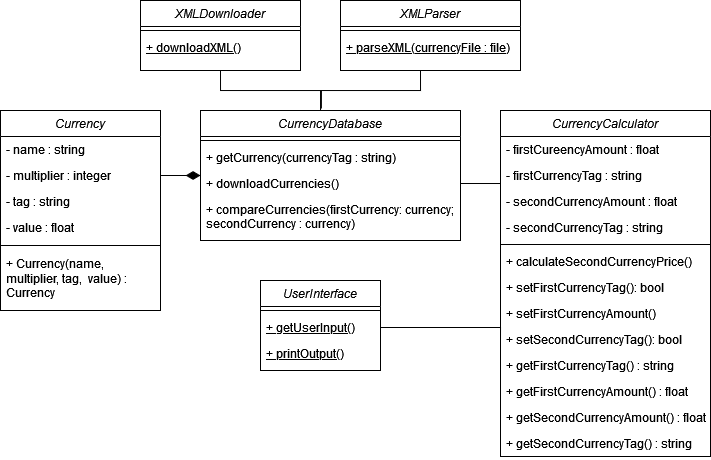 XMLDownloader
+ downloadXML()
XMLParser
+ parseXML(currencyFile : file)
Currency
- name : string
- multiplier : integer
- tag : string
- value : float
+ Currency(name,
multiplier, tag, value) :
Currency
CurrencyDatabase
+ getCurrency(currencyTag : string)
+ downloadCurrencies()
+ compareCurrencies(firstCurrency: currency;
secondCurrency : currency)
CurrencyCalculator
- firstCureencyAmount : float
- firstCurrencyTag : string
- secondCurrencyAmount : float
- secondCurrencyTag : string
+ calculateSecondCurrencyPrice()
+ setFirstCurrencyTag(): bool
+ setFirstCurrencyAmount()
+ setSecondCurrencyTag(): bool
+ getFirstCurrencyTag() : string
+ getFirstCurrencyAmount() : float
+ getSecondCurrencyAmount() : float
+ getSecondCurrencyTag() : string
UserInterface
+ getUserInput()
+ printOutput()